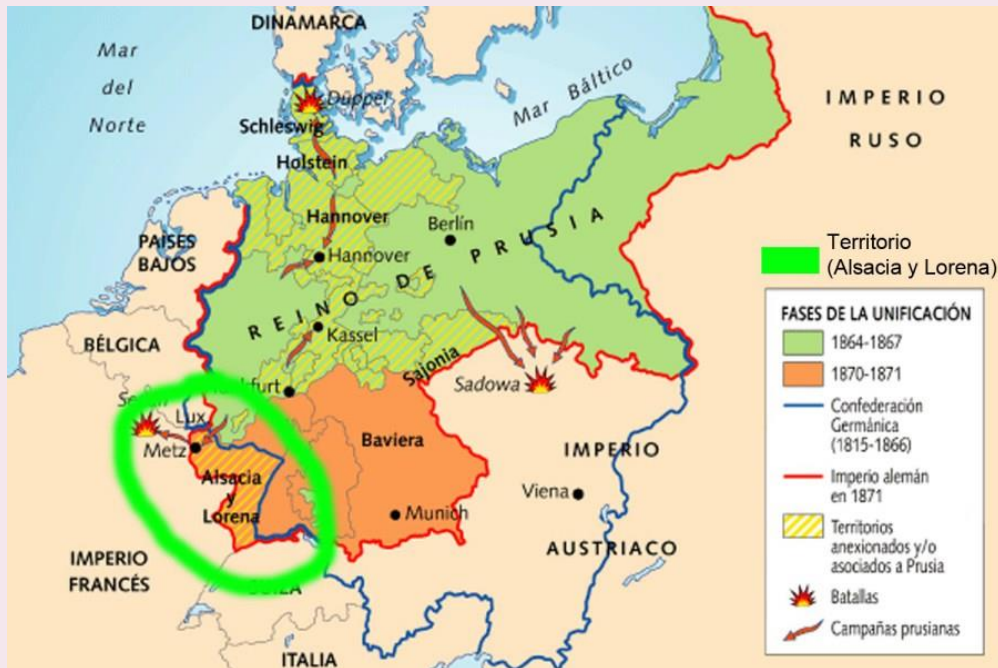 DINAMARCA
Mar
del
Norte
Mar Báltico
IMPERIO
RUSO
Düppel
Schleswig
Holstein
Hannover
Hannover
Berlín
PAÍSES
BAJOS
REINO DE PRUSIA
Kassel
BÉLGICA
Sajonia
Sadowa
Lux
Metz
Alsacia
y
Lorena
Baviera
Munich
IMPERIO
Viena
AUSTRIACO
IMPERIO
FRANCÉS
ITALIA
Territorio
(Alsacia y Lorena)
FASES DE LA UNIFICACIÓN
1864-1867
1870-1871
Confederación
Germánica
(1815-1866)
Imperio alemán
en 1871
Territorios
anexionados y/o
asociados a Prusia
Batallas
Campañas prusianas